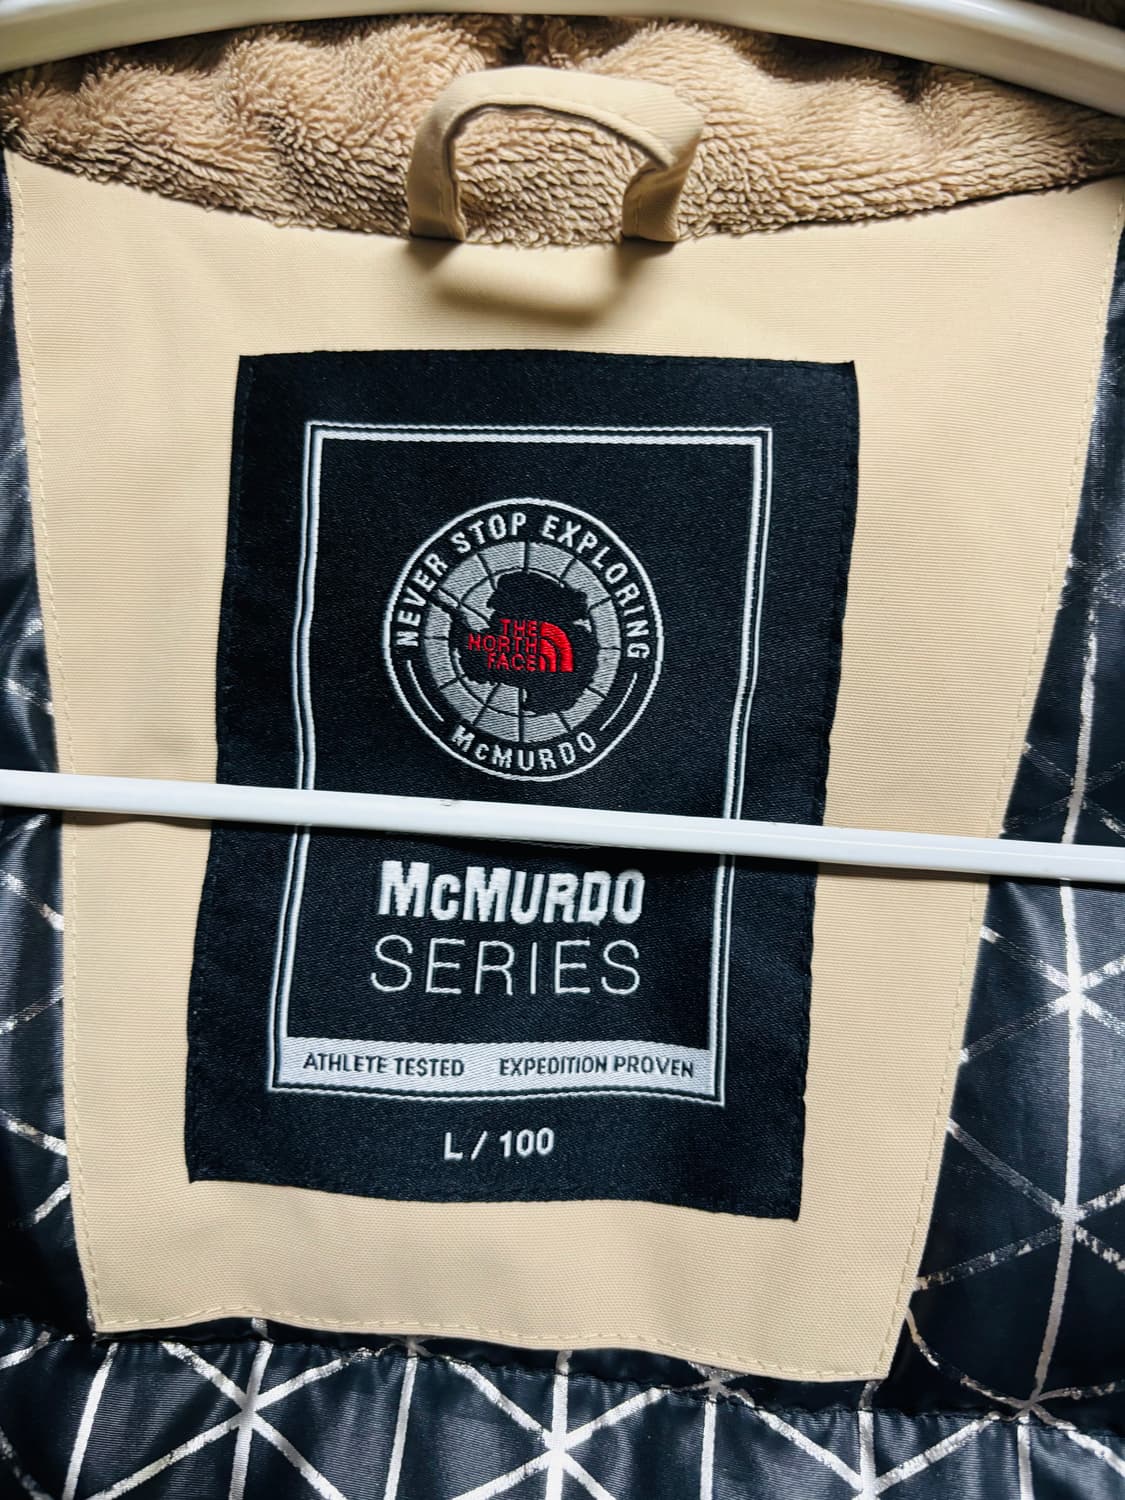 NEVER STOP EXPLORING
THE
NORTH
FACE
McMURDO
McMURDO
SERIES
ATHLETE TESTED EXPEDITION PROVEN
L / 100